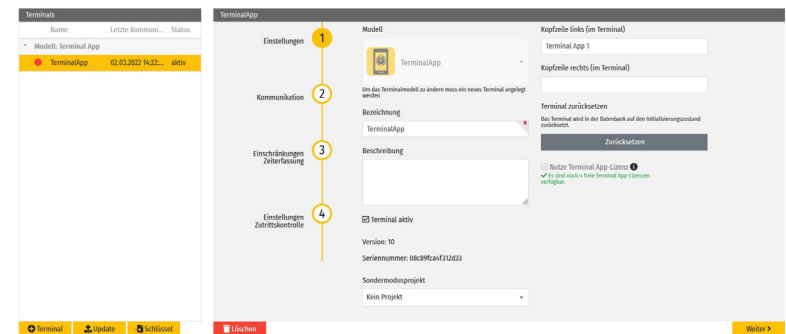 Terminals
Name Letzte Kommuni... Status
Modell: Terminal App
TerminalApp 02.03.2022 14:22:... aktiv
Terminal Update Schlüssel
TerminalApp
Einstellungen 1
Kommunikation 2
Einschränkungen
Zeiterfassung 3
Einstellungen
Zutrittskontrolle 4
Modell
TerminalApp
Um das Terminalmodell zu ändern muss ein neues Terminal angelegt
werden
Bezeichnung
TerminalApp *
Beschreibung
Terminal aktiv
Version: 10
Seriennummer: 08c89fca4f312d33
Sondermodusprojekt
Kein Projekt
Kopfzeile links (im Terminal)
Terminal App 1
Kopfzeile rechts (im Terminal)
Terminal zurücksetzen
Das Terminal wird in der Datenbank auf den Initialisierungszustand
zurücksetzt.
Zurücksetzen
Nutze Terminal App-Lizenz
Es sind noch 4 freie Terminal App-Lizenzen
verfügbar.
Löschen
Weiter